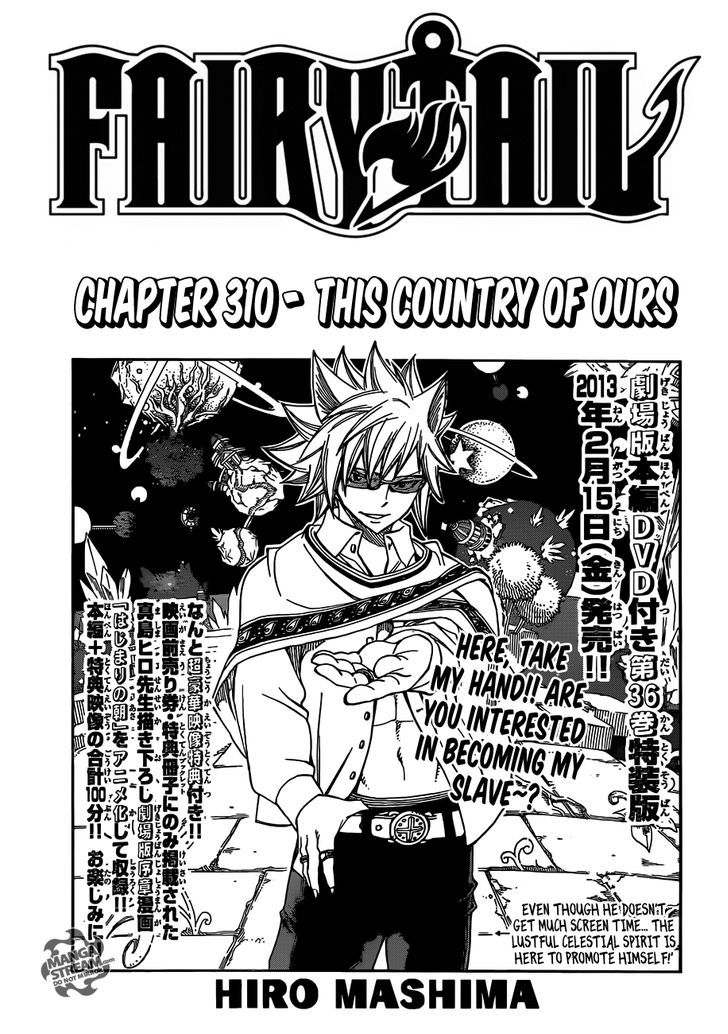 FAIRY TAIL
CHAPTER 310 - THIS COUNTRY OF OURS
劇場版本編DVD付き第36巻特装版
2013年2月15日(金)発売!!
HERE, TAKE
MY HAND!! ARE
YOU INTERESTED
IN BECOMING MY
SLAVE~?
なんと超豪華映像特典付き!!
映画前売り券・特典冊子にのみ掲載された
真島ヒロ先生描き下ろし劇場版序章漫画
『はじまりの朝』をアニメ化して収録!!
本編+特典映像の合計100分!! お楽しみに
EVEN THOUGH HE DOESN'T
GET MUCH SCREEN TIME... THE
LUSTFUL CELESTIAL SPIRIT IS
HERE TO PROMOTE HIMSELF!'
MANGA
STREAM.COM
DO NOT MIRROR
HIRO MASHIMA